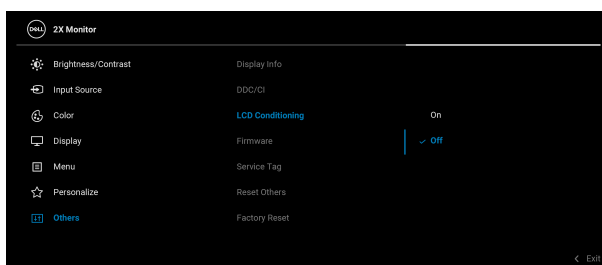 DELL 2X Monitor
Brightness/Contrast Display Info
Input Source DDC/CI
Color LCD Conditioning On
Display Firmware Off
Menu Service Tag
Personalize Reset Others
Others Factory Reset
Exit